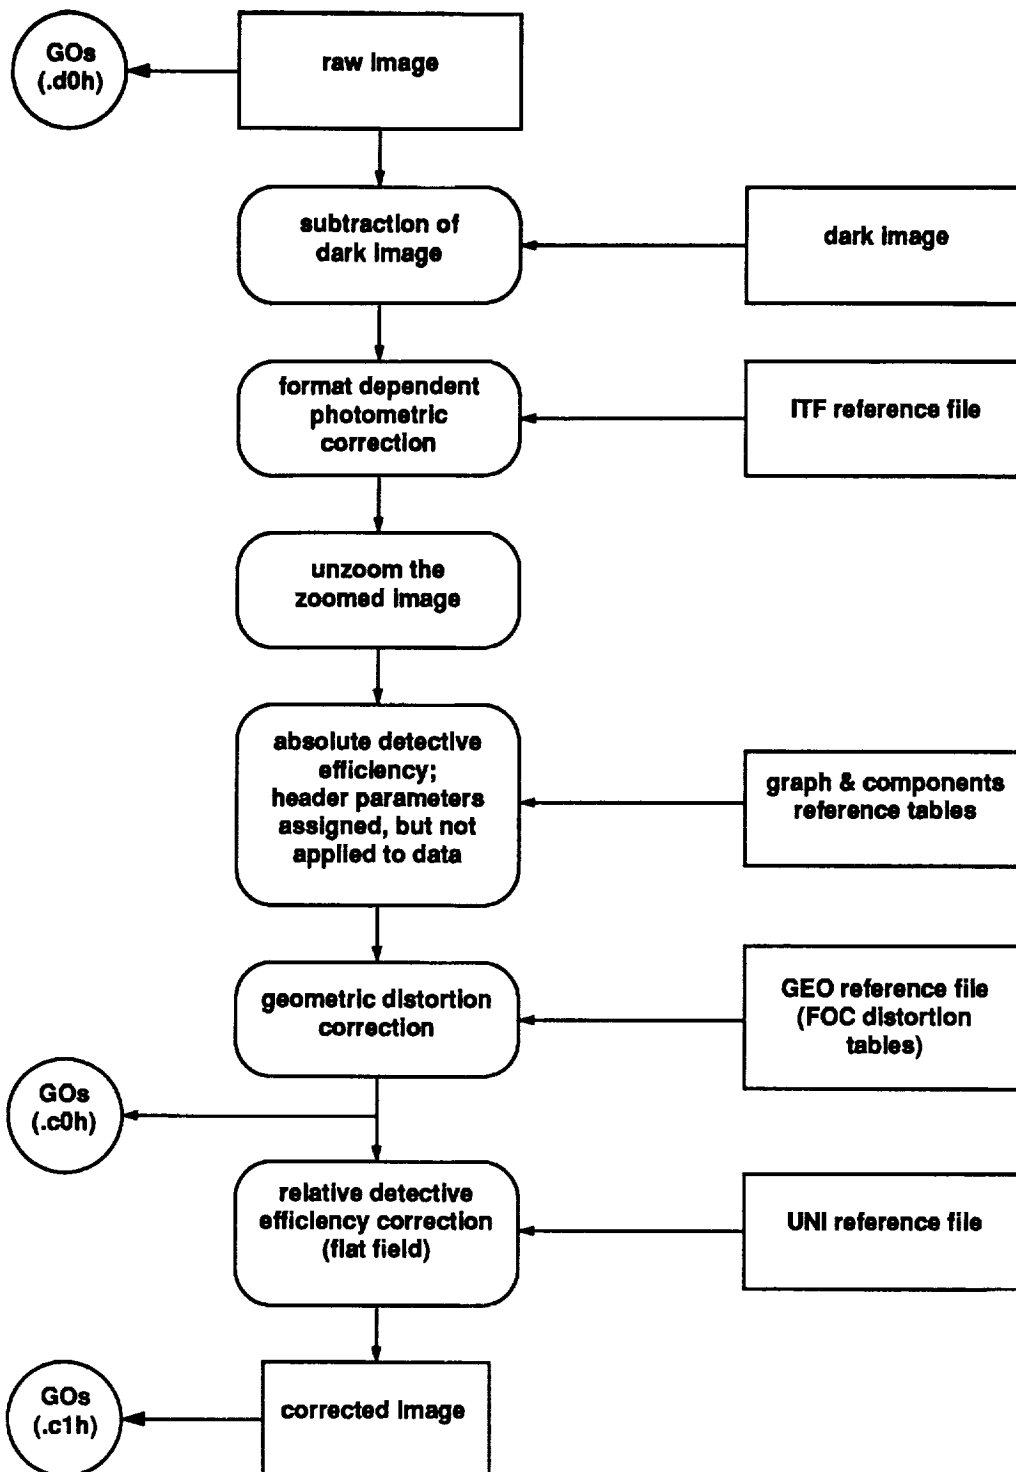 GOs
(.d0h)
raw image
subtraction of
dark image
dark image
format dependent
photometric
correction
ITF reference file
unzoom the
zoomed image
absolute detective
efficiency;
header parameters
assigned, but not
applied to data
graph & components
reference tables
geometric distortion
correction
GEO reference file
(FOC distortion
tables)
GOs
(.c0h)
relative detective
efficiency correction
(flat field)
UNI reference file
GOs
(.c1h)
corrected image